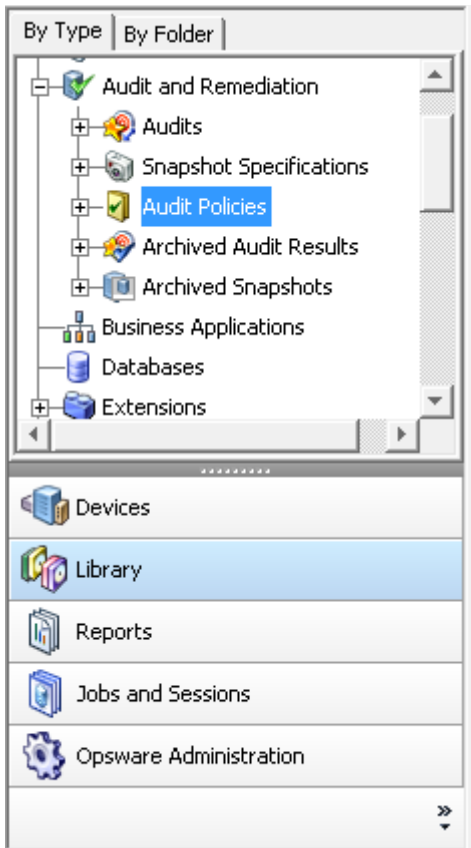 By Type
By Folder
Audit and Remediation
Audits
Snapshot Specifications
Audit Policies
Archived Audit Results
Archived Snapshots
Business Applications
Databases
Extensions
Devices
Library
Reports
Jobs and Sessions
Opsware Administration